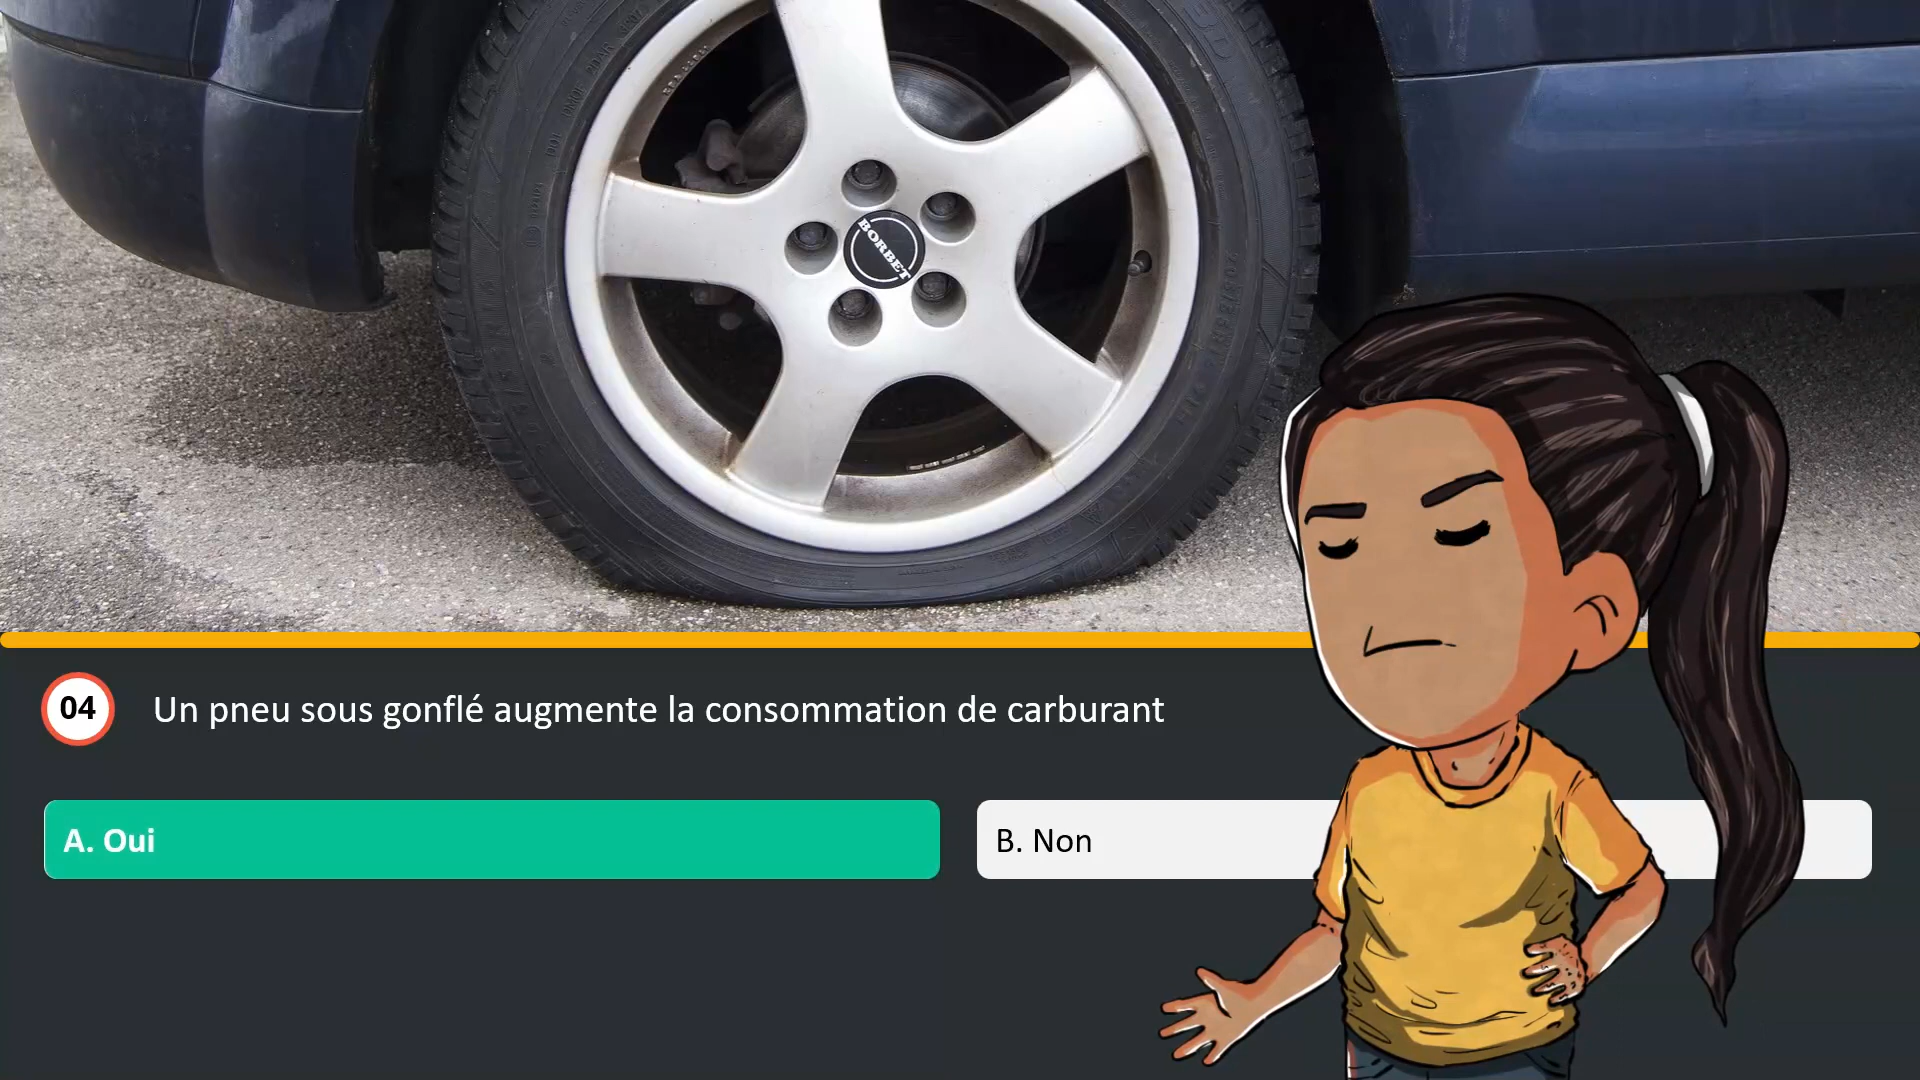 BORBET
04
Un pneu sous gonflé augmente la consommation de carburant
A. Oui
B. Non